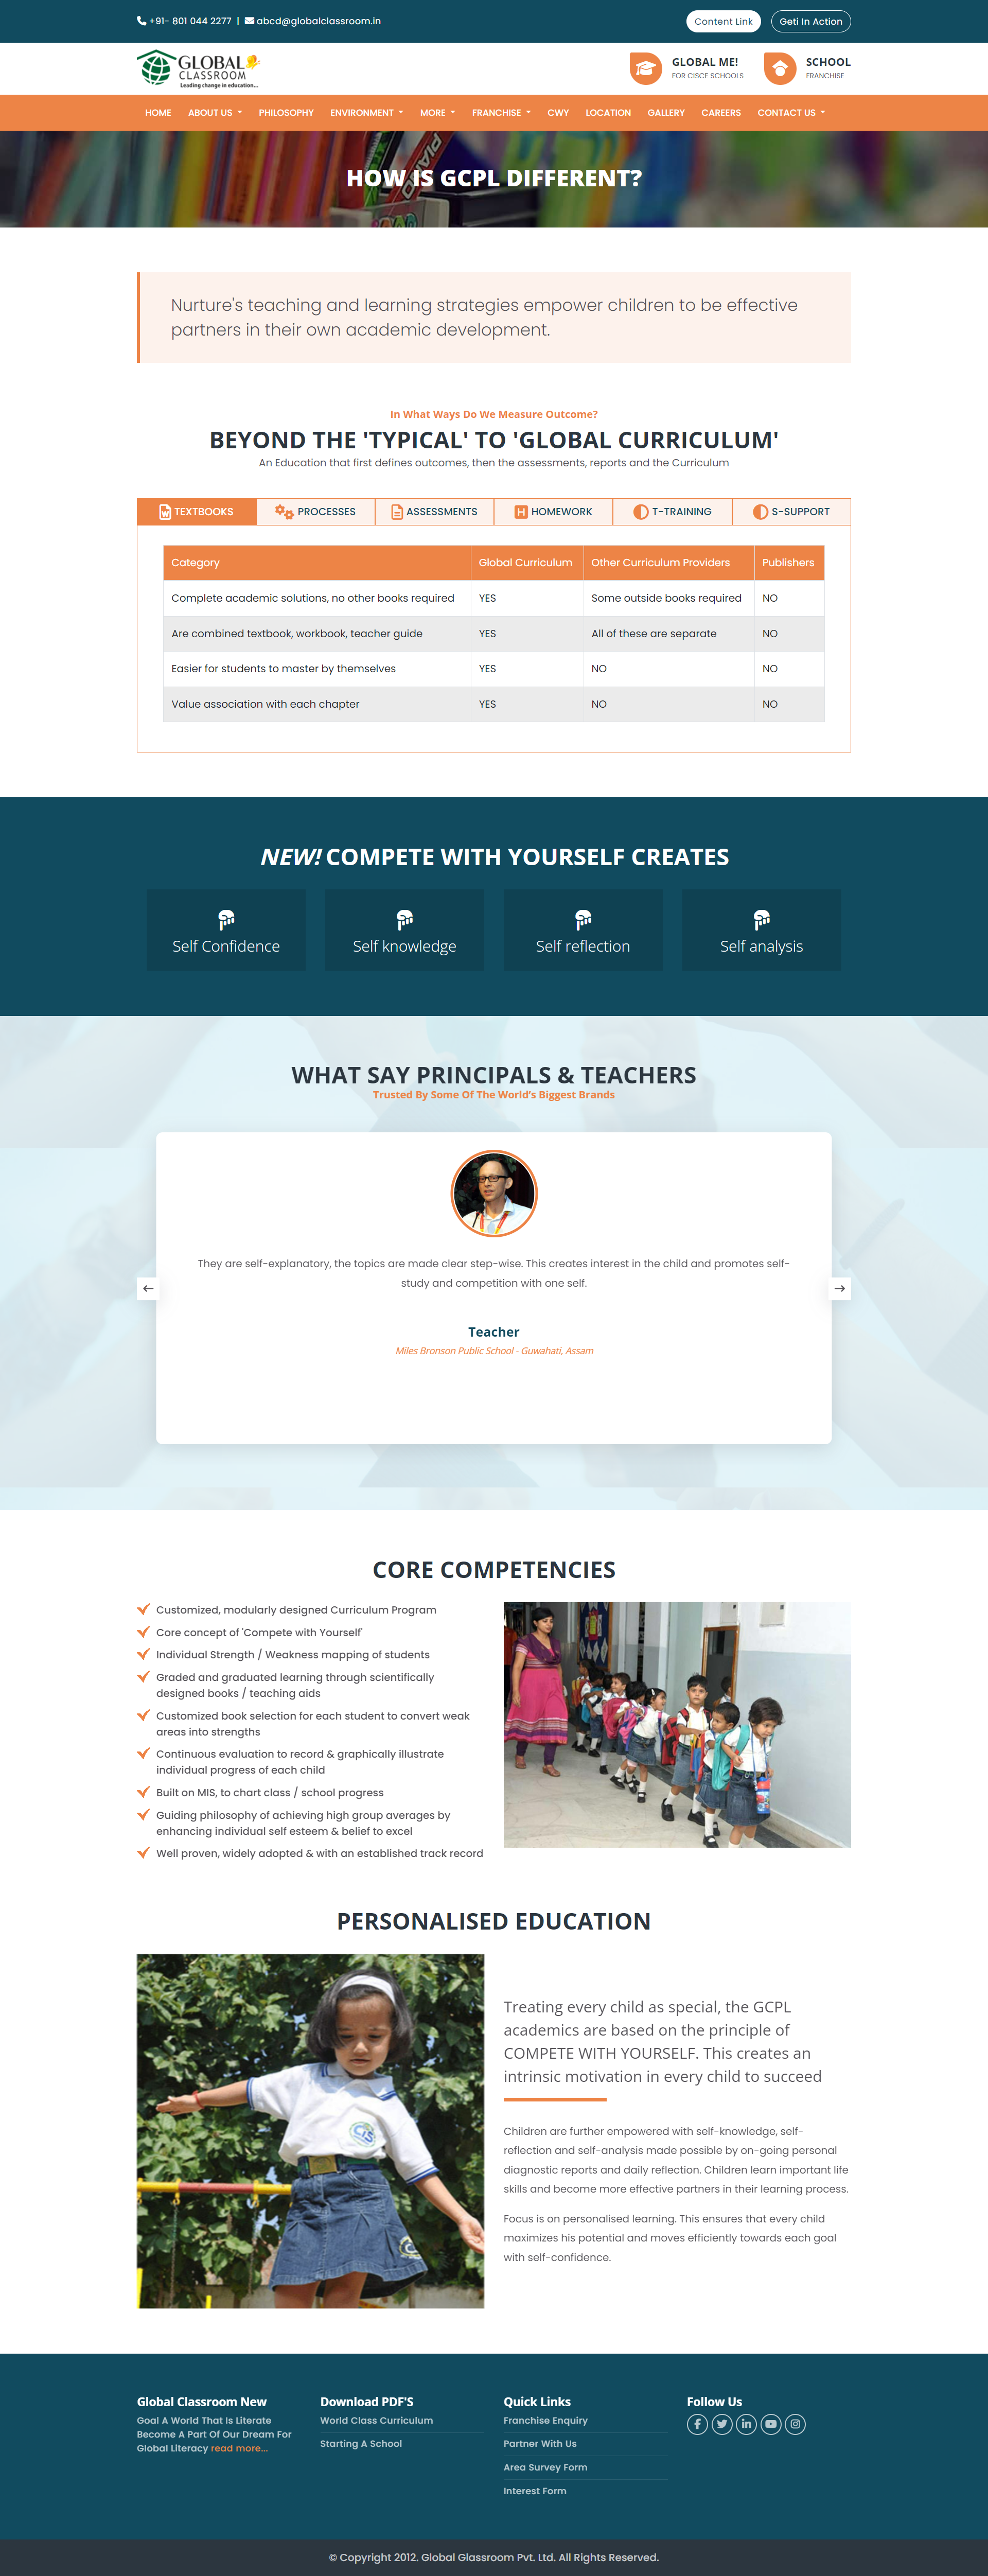 +91- 801 044 2277 | abcd@globalclassroom.in
Content Link
Geti In Action
GLOBAL
CLASSROOM
Leading change in education...
GLOBAL ME!
FOR CISCE SCHOOLS
SCHOOL
FRANCHISE
HOME ABOUT US PHILOSOPHY ENVIRONMENT MORE FRANCHISE CWY LOCATION GALLERY CAREERS CONTACT US
HOW IS GCPL DIFFERENT?
Nurture's teaching and learning strategies empower children to be effective
partners in their own academic development.
In What Ways Do We Measure Outcome?
BEYOND THE 'TYPICAL' TO 'GLOBAL CURRICULUM'
An Education that first defines outcomes, then the assessments, reports and the Curriculum
TEXTBOOKS PROCESSES ASSESSMENTS HOMEWORK T-TRAINING S-SUPPORT
Category Global Curriculum Other Curriculum Providers Publishers
Complete academic solutions, no other books required YES Some outside books required NO
Are combined textbook, workbook, teacher guide YES All of these are separate NO
Easier for students to master by themselves YES NO NO
Value association with each chapter YES NO NO
NEW! COMPETE WITH YOURSELF CREATES
Self Confidence
Self knowledge
Self reflection
Self analysis
WHAT SAY PRINCIPALS & TEACHERS
Trusted By Some Of The World's Biggest Brands
They are self-explanatory, the topics are made clear step-wise. This creates interest in the child and promotes self-
study and competition with one self.
Teacher
Miles Bronson Public School - Guwahati, Assam
CORE COMPETENCIES
Customized, modularly designed Curriculum Program
Core concept of 'Compete with Yourself'
Individual Strength / Weakness mapping of students
Graded and graduated learning through scientifically
designed books / teaching aids
Customized book selection for each student to convert weak
areas into strengths
Continuous evaluation to record & graphically illustrate
individual progress of each child
Built on MIS, to chart class / school progress
Guiding philosophy of achieving high group averages by
enhancing individual self esteem & belief to excel
Well proven, widely adopted & with an established track record
PERSONALISED EDUCATION
CIS
Treating every child as special, the GCPL
academics are based on the principle of
COMPETE WITH YOURSELF. This creates an
intrinsic motivation in every child to succeed
Children are further empowered with self-knowledge, self-
reflection and self-analysis made possible by on-going personal
diagnostic reports and daily reflection. Children learn important life
skills and become more effective partners in their learning process.
Focus is on personalised learning. This ensures that every child
maximizes his potential and moves efficiently towards each goal
with self-confidence.
Global Classroom New
Goal A World That Is Literate
Become A Part Of Our Dream For
Global Literacy read more...
Download PDF'S
World Class Curriculum
Starting A School
Quick Links
Franchise Enquiry
Partner With Us
Area Survey Form
Interest Form
Follow Us
© Copyright 2012. Global Glassroom Pvt. Ltd. All Rights Reserved.